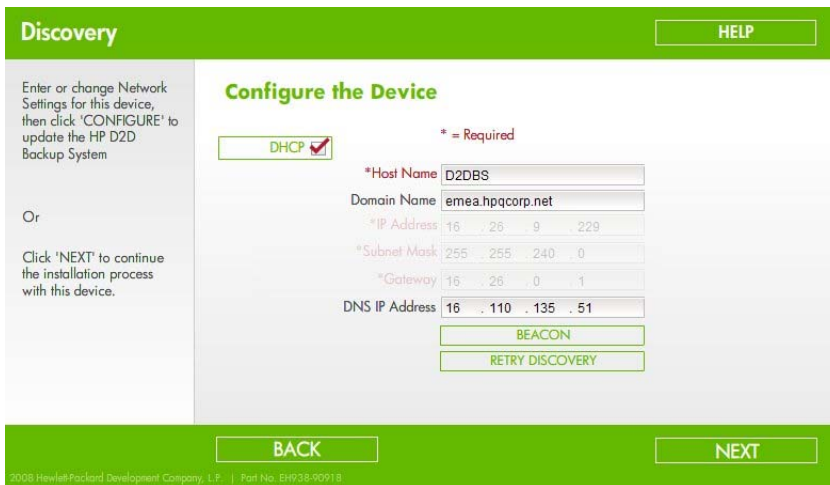 Discovery
HELP
Enter or change Network
Settings for this device,
then click 'CONFIGURE' to
update the HP D2D
Backup System
Or
Click 'NEXT' to continue
the installation process
with this device.
Configure the Device
DHCP
* = Required
*Host Name D2DBS
Domain Name emea.hpqcorp.net
*IP Address 16 . 26 . 9 . 229
*Subnet Mask 255 . 255 . 240 . 0
*Gateway 16 . 26 . 0 . 1
DNS IP Address 16 . 110 . 135 . 51
BEACON
RETRY DISCOVERY
BACK
NEXT
2008 Hewlett-Packard Development Company, L.P. | Part No. EH938-90918